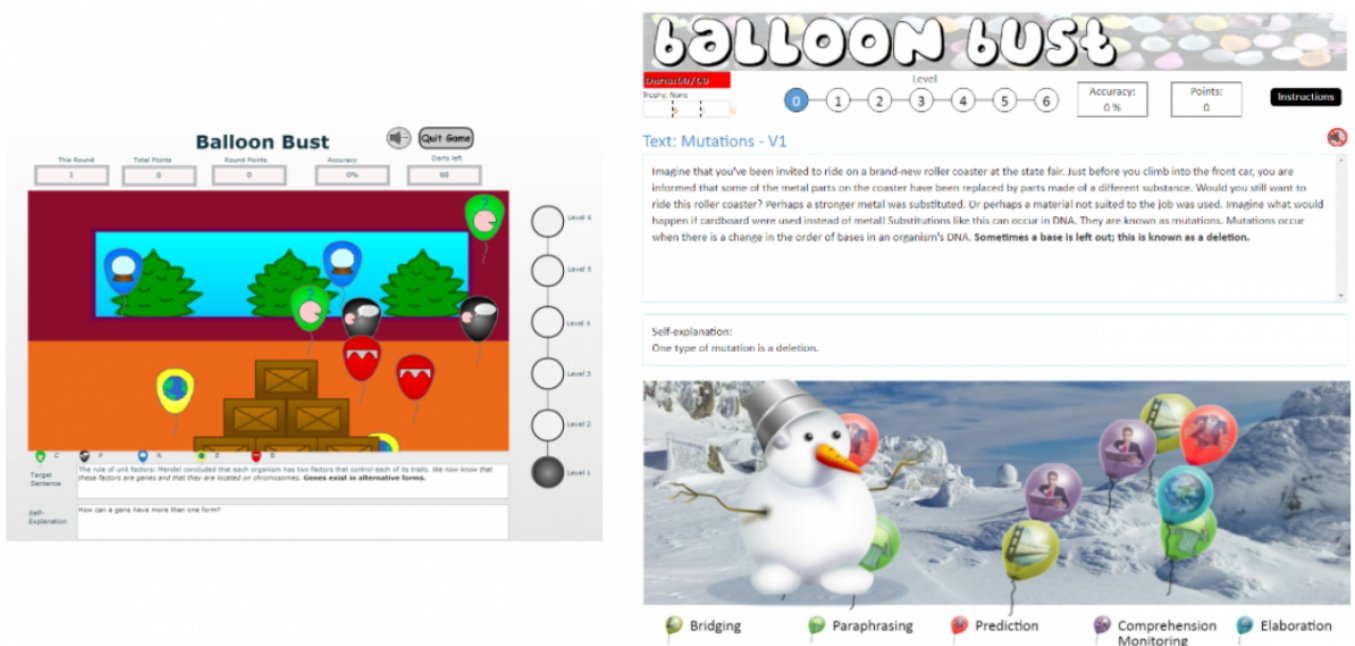 Balloon Bust
Quit Game
This Round
Total Points
Round Points
Accuracy
Darts left
1
0
0
0%
60
Level 6
Level 5
Level 4
Level 3
Level 2
Level 1
C
P
E
B
Target
Sentence
The rule of unit factors: Mendel concluded that each organism has two factors that control each of its traits. We now know that
these factors are genes and that they are located on chromosomes. Genes exist in alternative forms.
Self-
Explanation
How can a gene have more than one form?
BALLOON BUST
Darts:60/60
Trophy: None
Level
0 1 2 3 4 5 6
Accuracy:
0 %
Points:
0
Instructions
Text: Mutations - V1
Imagine that you've been invited to ride on a brand-new roller coaster at the state fair. Just before you climb into the front car, you are
informed that some of the metal parts on the coaster have been replaced by parts made of a different substance. Would you still want to
ride this roller coaster? Perhaps a stronger metal was substituted. Or perhaps a material not suited to the job was used. Imagine what would
happen if cardboard were used instead of metal! Substitutions like this can occur in DNA. They are known as mutations. Mutations occur
when there is a change in the order of bases in an organism's DNA. Sometimes a base is left out; this is known as a deletion.
Self-explanation:
One type of mutation is a deletion.
Bridging
Paraphrasing
Prediction
Comprehension
Monitoring
Elaboration